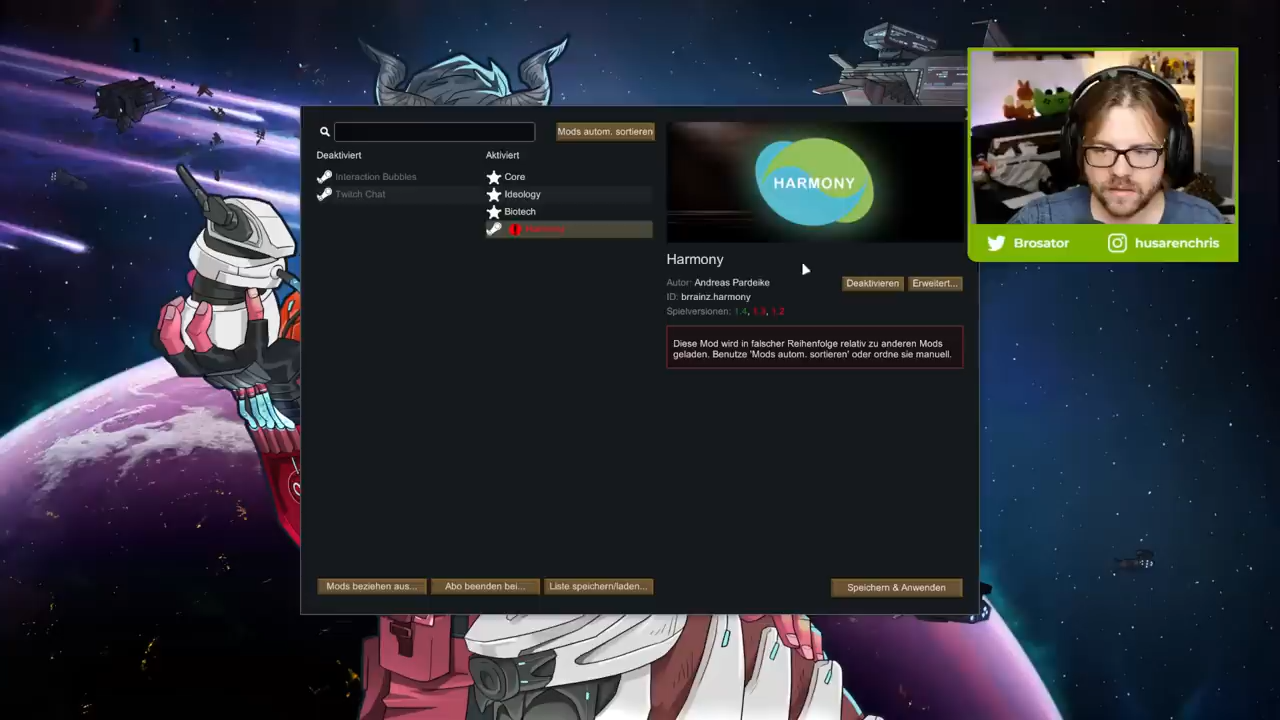 Mods autom. sortieren
Deaktiviert
Aktiviert
Interaction Bubbles
Twitch Chat
Core
Ideology
Biotech
Harmony
HARMONY
Harmony
Autor: Andreas Pardeike
ID: brrainz.harmony
Spielversionen: 1.4, 1.3, 1.2
Deaktivieren
Erweitert...
Diese Mod wird in falscher Reihenfolge relativ zu anderen Mods
geladen. Benutze 'Mods autom. sortieren' oder ordne sie manuell.
Mods beziehen aus...
Abo beenden bei...
Liste speichern/laden...
Speichern & Anwenden
Brosator
husarenchris